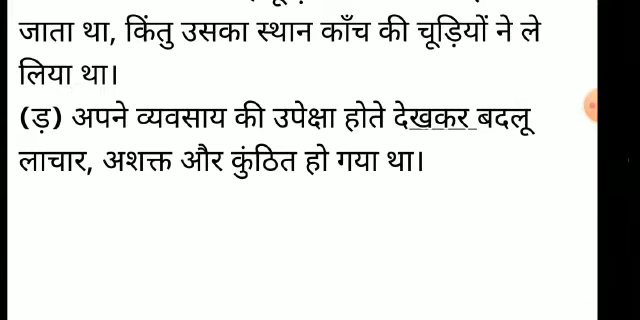 जाता था, किंतु उसका स्थान काँच की चूड़ियों ने ले
लिया था।
(ड़) अपने व्यवसाय की उपेक्षा होते देखकर बदलू
लाचार, अशक्त और कुंठित हो गया था।